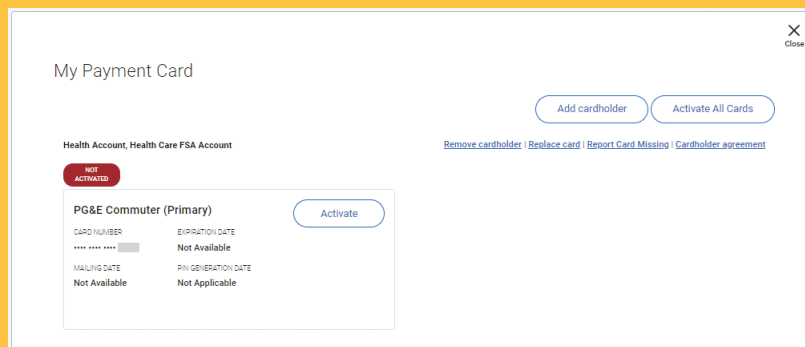 Close
My Payment Card
Add cardholder
Activate All Cards
Health Account, Health Care FSA Account
Remove cardholder | Replace card | Report Card Missing | Cardholder agreement
NOT
ACTIVATED
PG&E Commuter (Primary)
Activate
CARD NUMBER
EXPIRATION DATE
•••• •••• ••••
Not Available
MAILING DATE
PIN GENERATION DATE
Not Available
Not Applicable